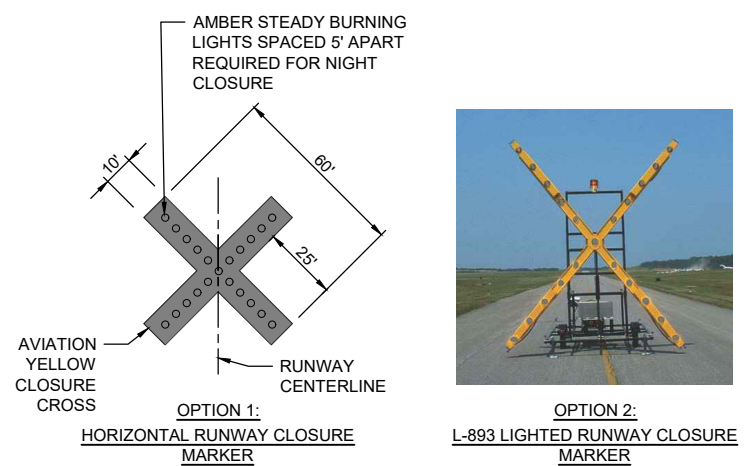 AMBER STEADY BURNING
LIGHTS SPACED 5' APART
REQUIRED FOR NIGHT
CLOSURE
10'
60'
25'
AVIATION
YELLOW
CLOSURE
CROSS
RUNWAY
CENTERLINE
OPTION 1:
HORIZONTAL RUNWAY CLOSURE
MARKER
OPTION 2:
L-893 LIGHTED RUNWAY CLOSURE
MARKER